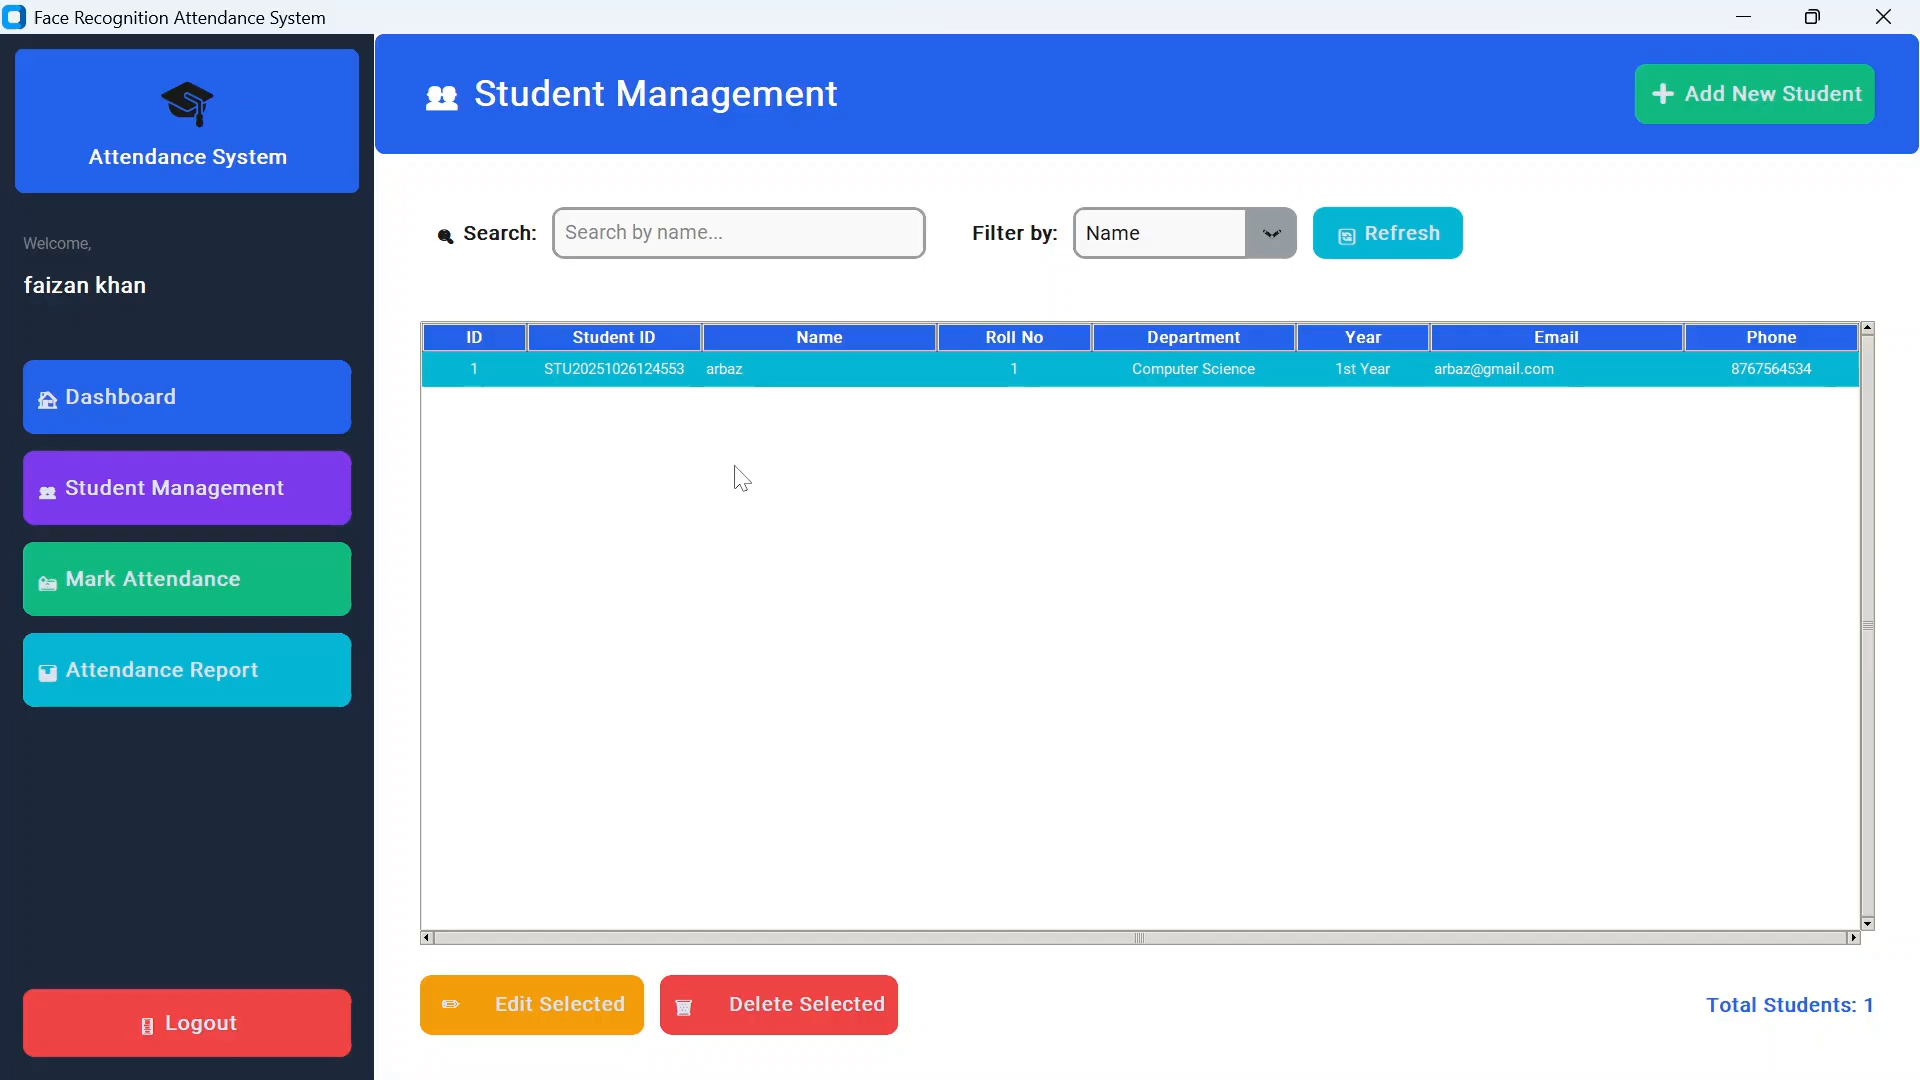 Face Recognition Attendance System
Attendance System
Welcome,
faizan khan
Dashboard
Student Management
Mark Attendance
Attendance Report
Logout
Student Management
Add New Student
Search: Search by name... Filter by: Name Refresh
ID Student ID Name Roll No Department Year Email Phone
1 STU20251026124553 arbaz 1 Computer Science 1st Year arbaz@gmail.com 8767564534
Edit Selected Delete Selected Total Students: 1